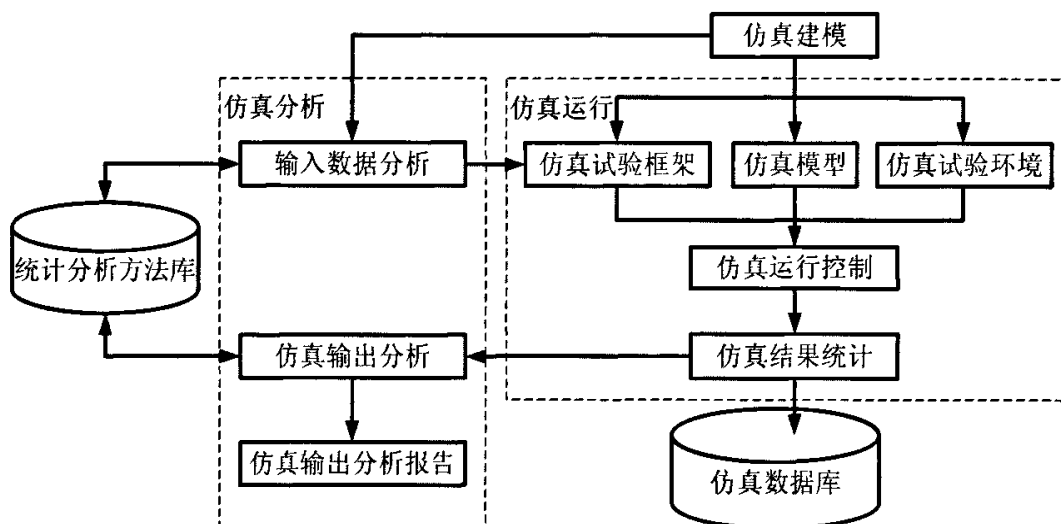 仿真建模
仿真分析
仿真运行
输入数据分析
仿真试验框架
仿真模型
仿真试验环境
统计分析方法库
仿真运行控制
仿真输出分析
仿真结果统计
仿真输出分析报告
仿真数据库